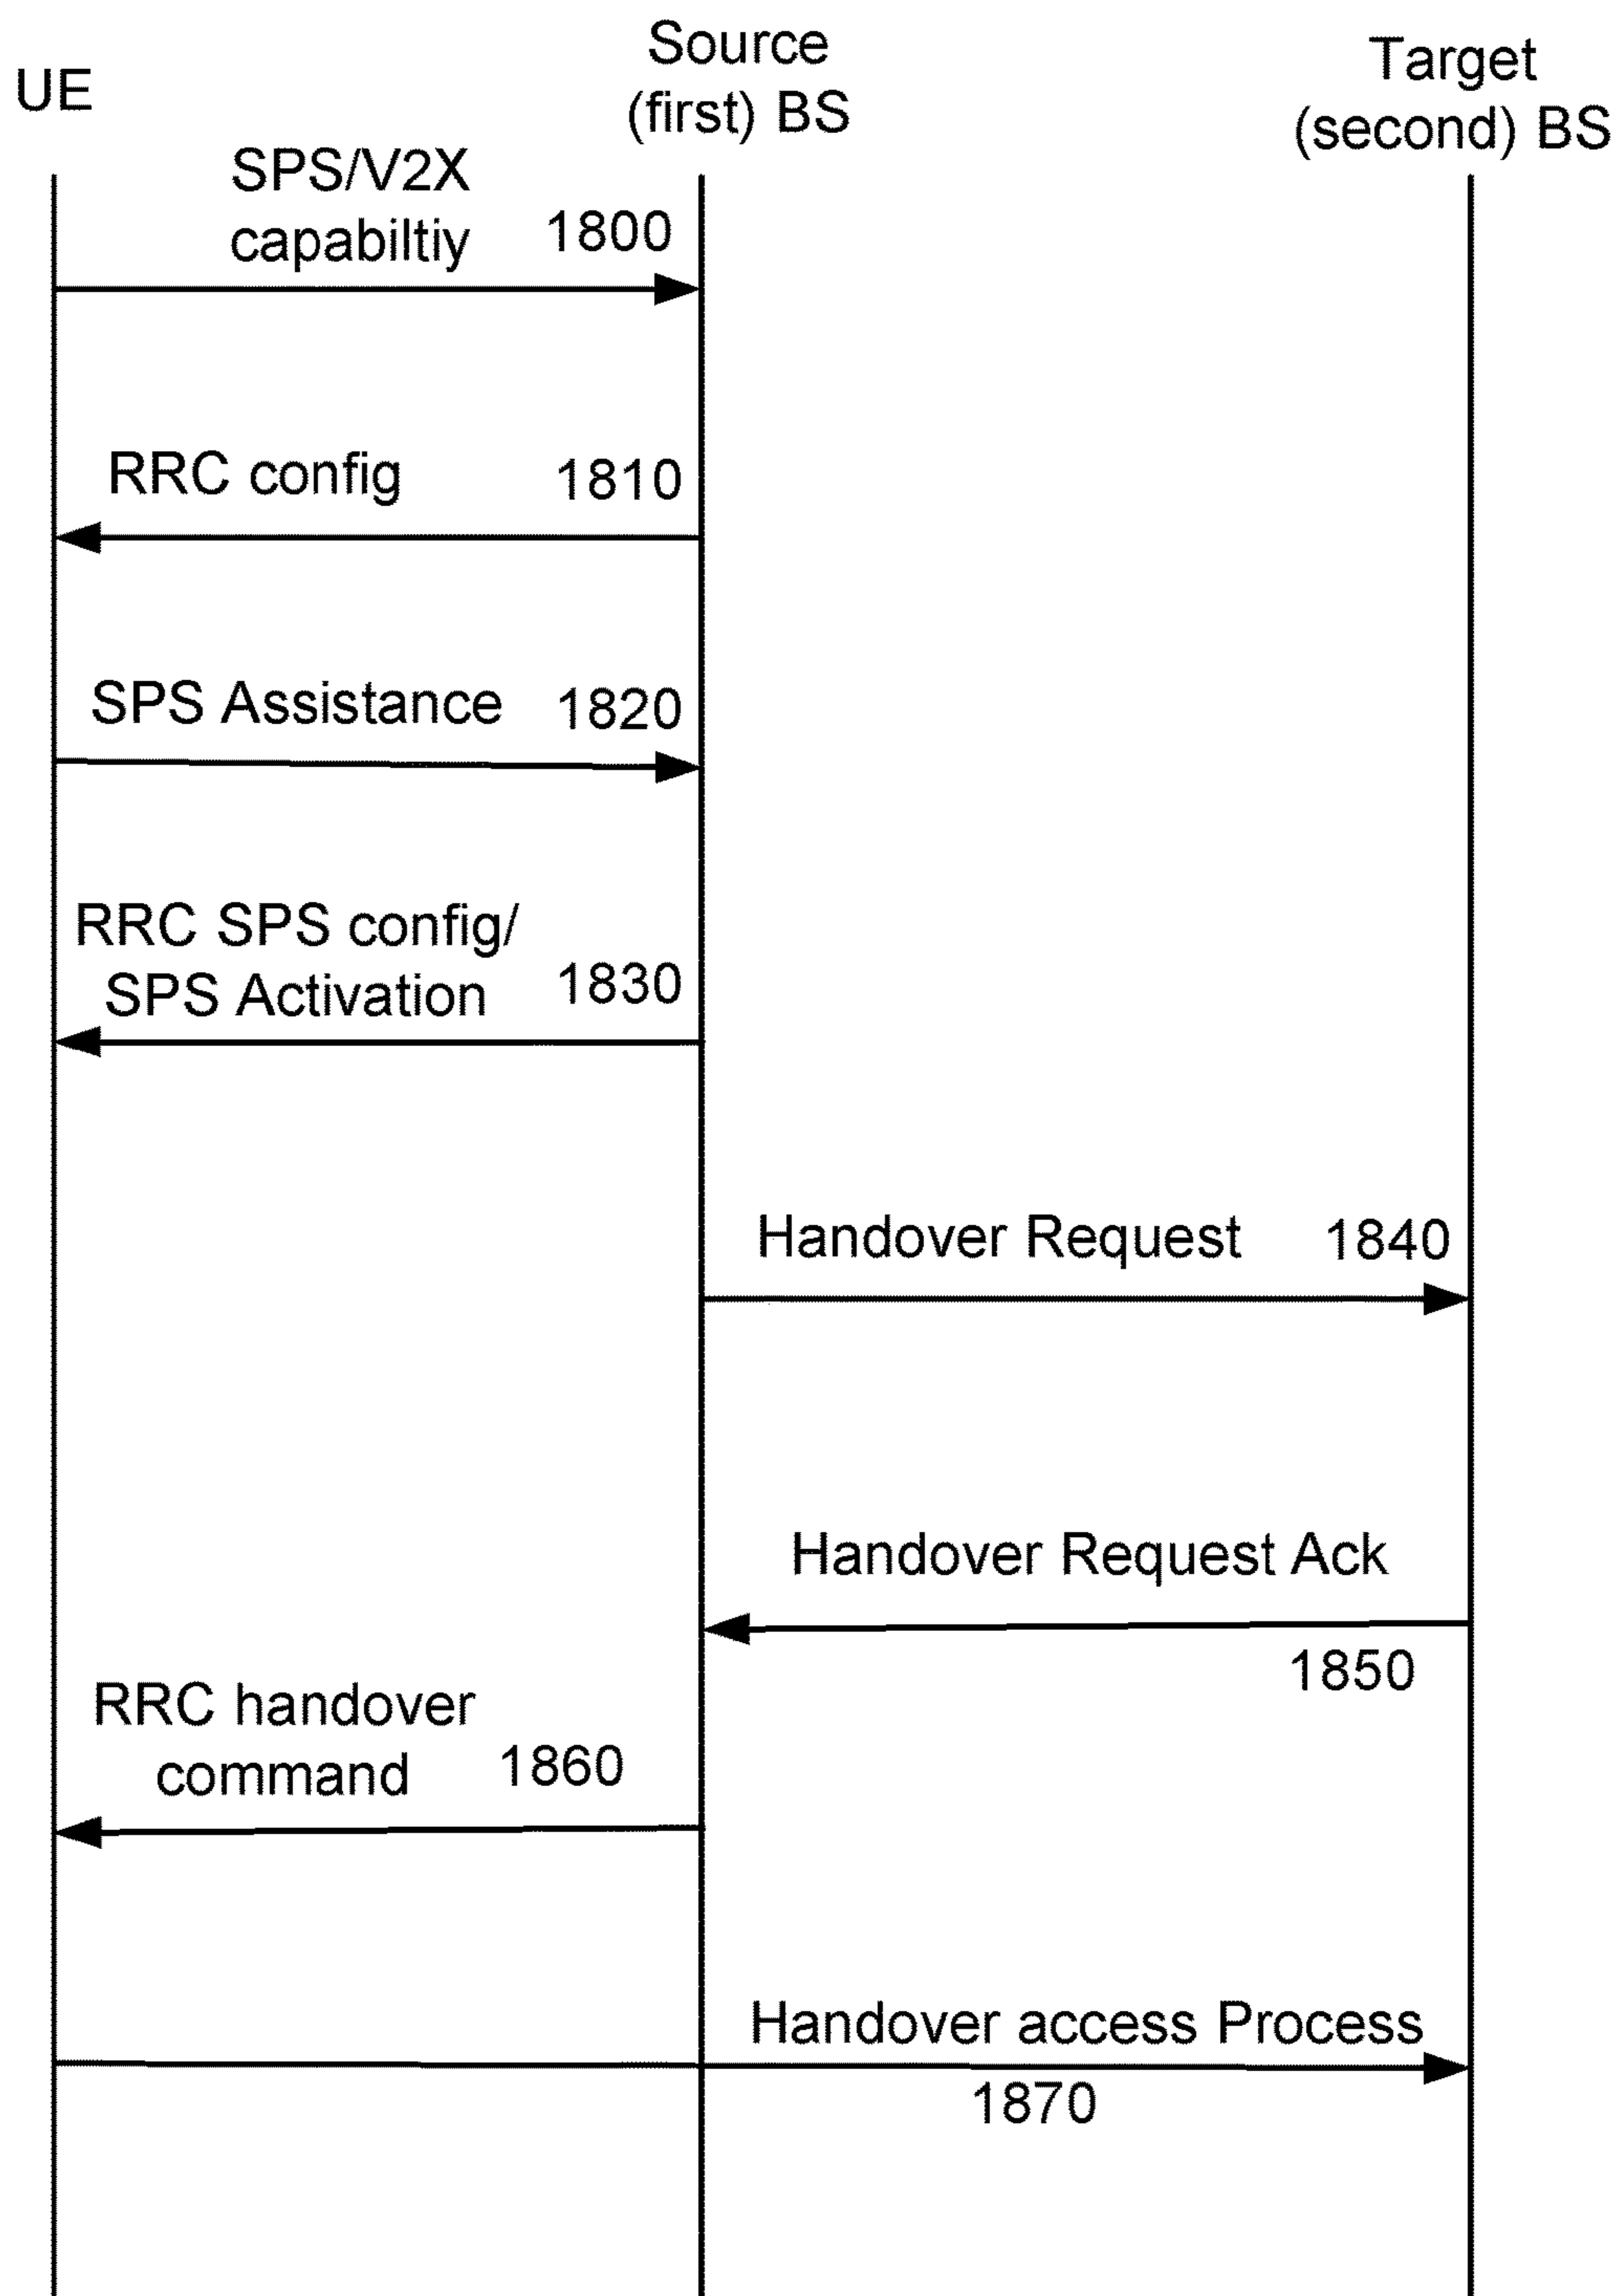 UE
Source
(first) BS
Target
(second) BS
SPS/V2X
capabiltiy
1800
RRC config
1810
SPS Assistance
1820
RRC SPS config/
SPS Activation
1830
Handover Request
1840
Handover Request Ack
1850
RRC handover
command
1860
Handover access Process
1870